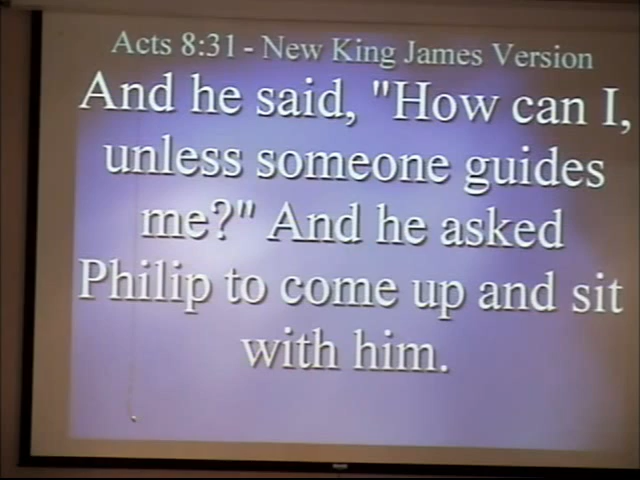 Acts 8:31 - New King James Version
And he said, "How can I,
unless someone guides
me?" And he asked
Philip to come up and sit
with him.